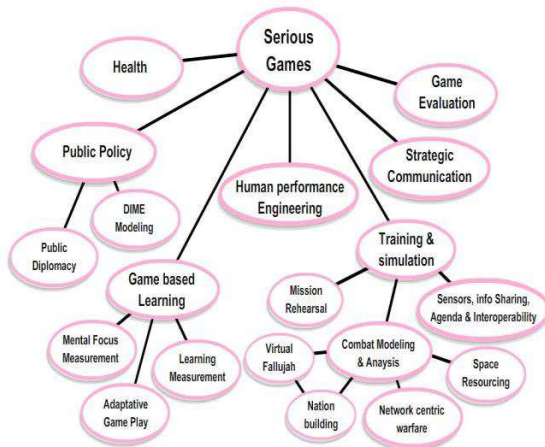 Serious
Games
Health
Game
Evaluation
Public Policy
Strategic
Communication
Human performance
Engineering
DIME
Modeling
Public
Diplomacy
Training &
simulation
Game based
Learning
Mission
Rehearsal
Sensors, info Sharing,
Agenda & Interoperability
Mental Focus
Measurement
Learning
Measurement
Virtual
Fallujah
Combat Modeling
& Anaysis
Space
Resourcing
Adaptative
Game Play
Nation
building
Network centric
warfare